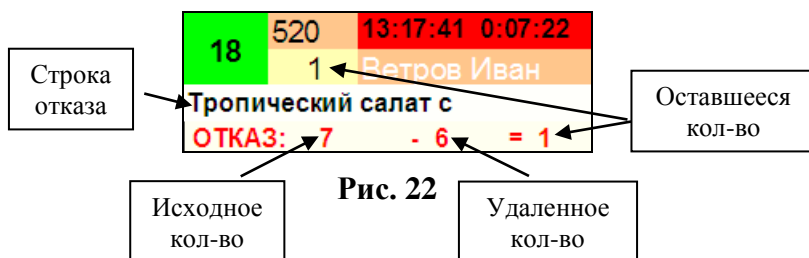 18
520
13:17:41 0:07:22
1
Ветров Иван
Тропический салат с
ОТКАЗ: 7 - 6 = 1
Строка
отказа
Оставшееся
кол-во
Рис. 22
Исходное
кол-во
Удаленное
кол-во